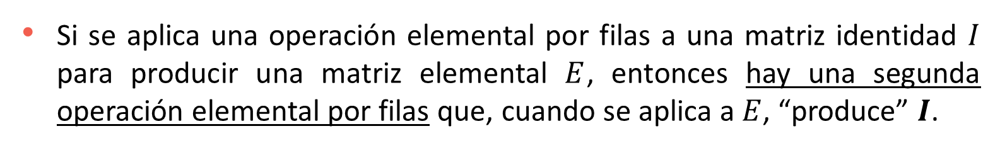 • Si se aplica una operación elemental por filas a una matriz identidad I
para producir una matriz elemental E, entonces hay una segunda
operación elemental por filas que, cuando se aplica a E, “produce” I.